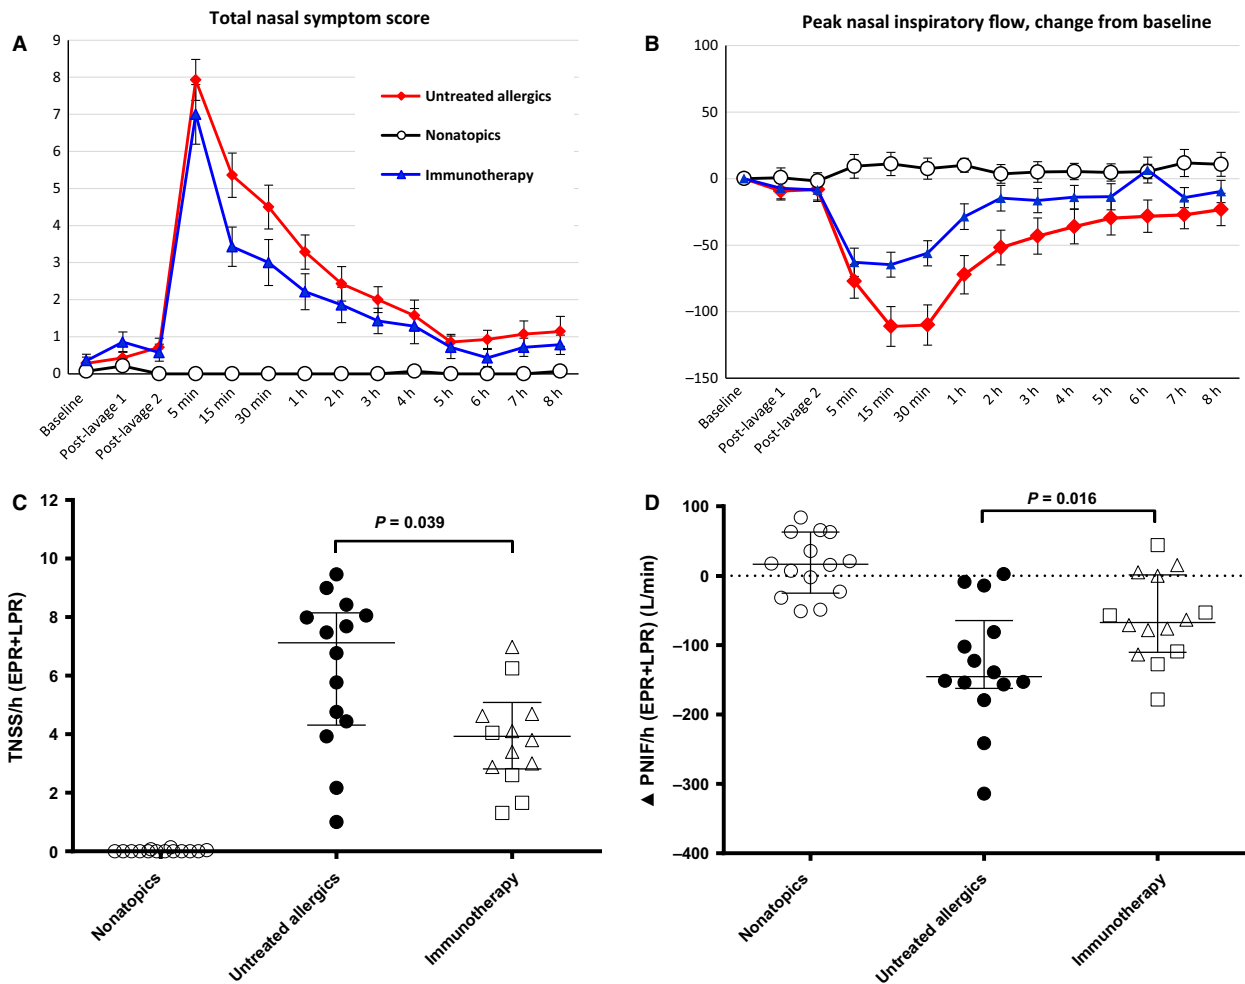 A
Total nasal symptom score
9
8
7
6
5
4
3
2
1
0
Untreated allergics
Nonatopics
Immunotherapy
Baseline
Post-lavage 1
Post-lavage 2
5 min
15 min
30 min
1 h
2 h
3 h
4 h
5 h
6 h
7 h
8 h
B
Peak nasal inspiratory flow, change from baseline
100
50
0
−50
−100
−150
Baseline
Post-lavage 1
Post-lavage 2
5 min
15 min
30 min
1 h
2 h
3 h
4 h
5 h
6 h
7 h
8 h
C
TNSS/h (EPR+LPR)
12
10
8
6
4
2
0
P = 0.039
Nonatopics
Untreated allergics
Immunotherapy
D
▲ PNIF/h (EPR+LPR) (L/min)
100
0
−100
−200
−300
−400
P = 0.016
Nonatopics
Untreated allergics
Immunotherapy